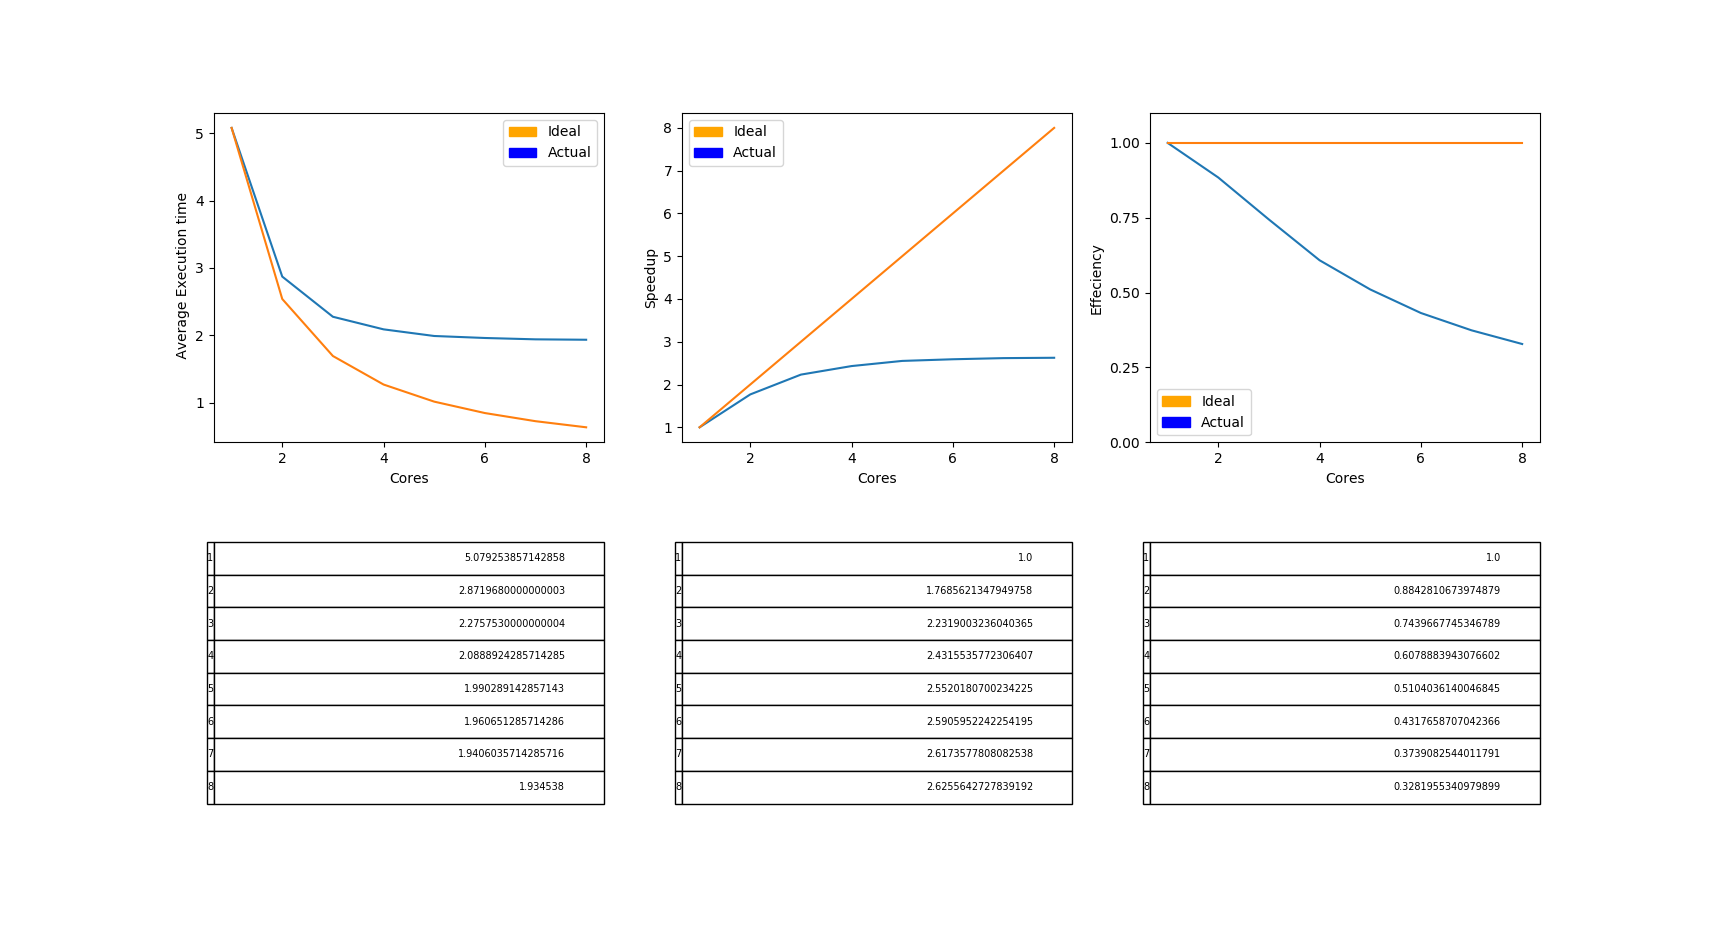 Average Execution time
5
4
3
2
1
2 4 6 8
Cores
Ideal
Actual
Speedup
8
7
6
5
4
3
2
1
2 4 6 8
Cores
Ideal
Actual
Effeciency
1.00
0.75
0.50
0.25
0.00
2 4 6 8
Cores
Ideal
Actual
1 5.079253857142858
2 2.8719680000000003
3 2.2757530000000004
4 2.0888924285714285
5 1.990289142857143
6 1.960651285714286
7 1.9406035714285716
8 1.934538
1 1.0
2 1.7685621347949758
3 2.2319003236040365
4 2.4315535772306407
5 2.5520180700234225
6 2.5905952242254195
7 2.6173577808082538
8 2.6255642727839192
1 1.0
2 0.8842810673974879
3 0.7439667745346789
4 0.6078883943076602
5 0.5104036140046845
6 0.4317658707042366
7 0.3739082544011791
8 0.3281955340979899